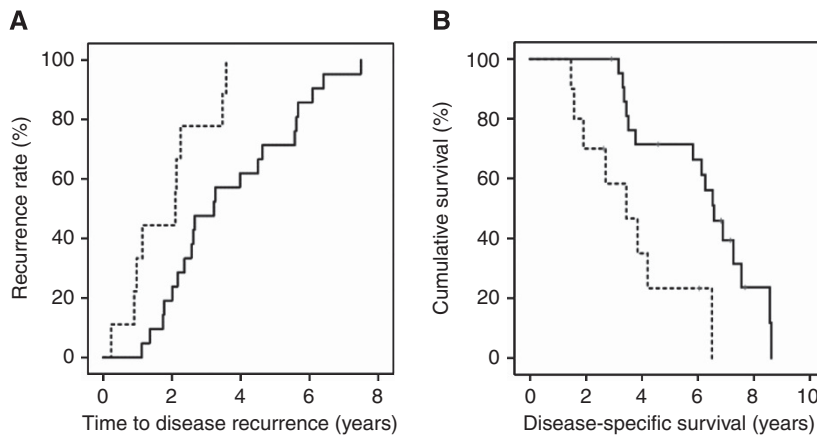 A
B
Recurrence rate (%)
100
80
60
40
20
0
0 2 4 6 8
Time to disease recurrence (years)
Cumulative survival (%)
100
80
60
40
20
0
0 2 4 6 8 10
Disease-specific survival (years)